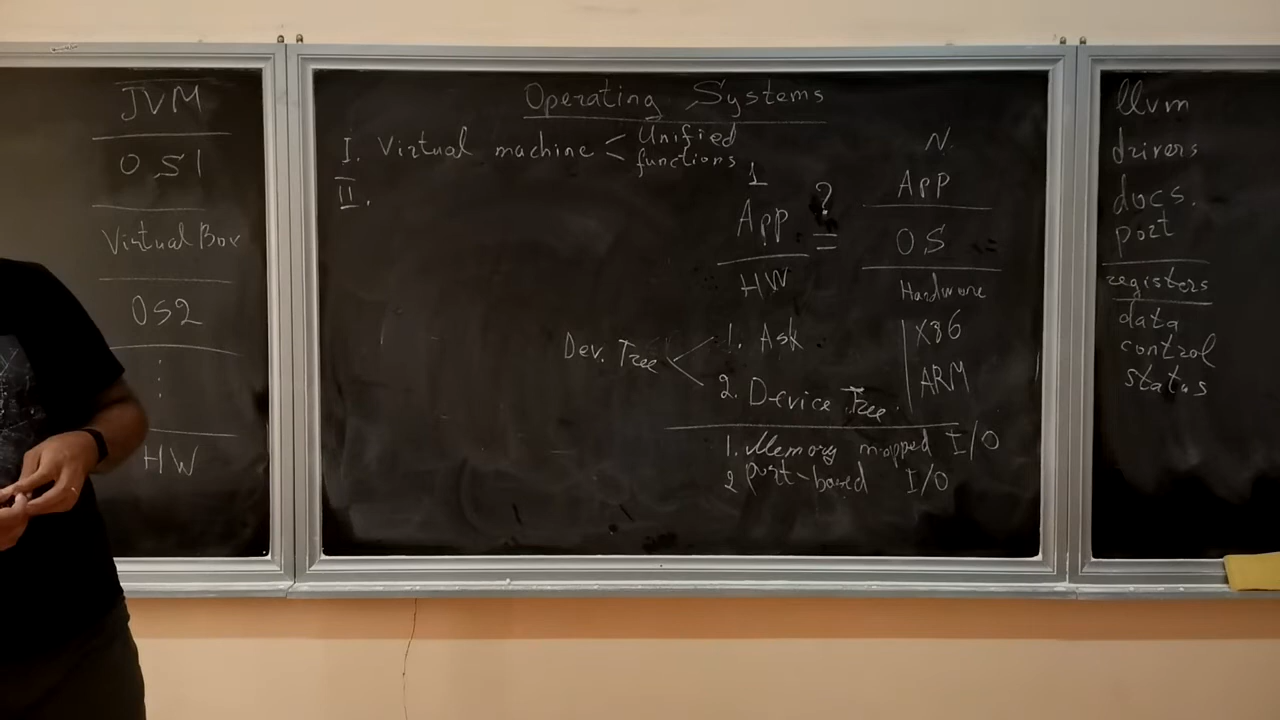 JVM
OS1
VirtualBox
OS2
⋮
HW
Operating Systems
I. Virtual machine < Unified
< functions
II.
1
App
HW
?
=
N.
App
OS
Hardware
x86
ARM
Dev. Tree < 1. Ask
2. Device Tree.
1. Memory mapped I/O
2 port-based I/O
llvm
drivers
docs.
port
registers
data
control
status